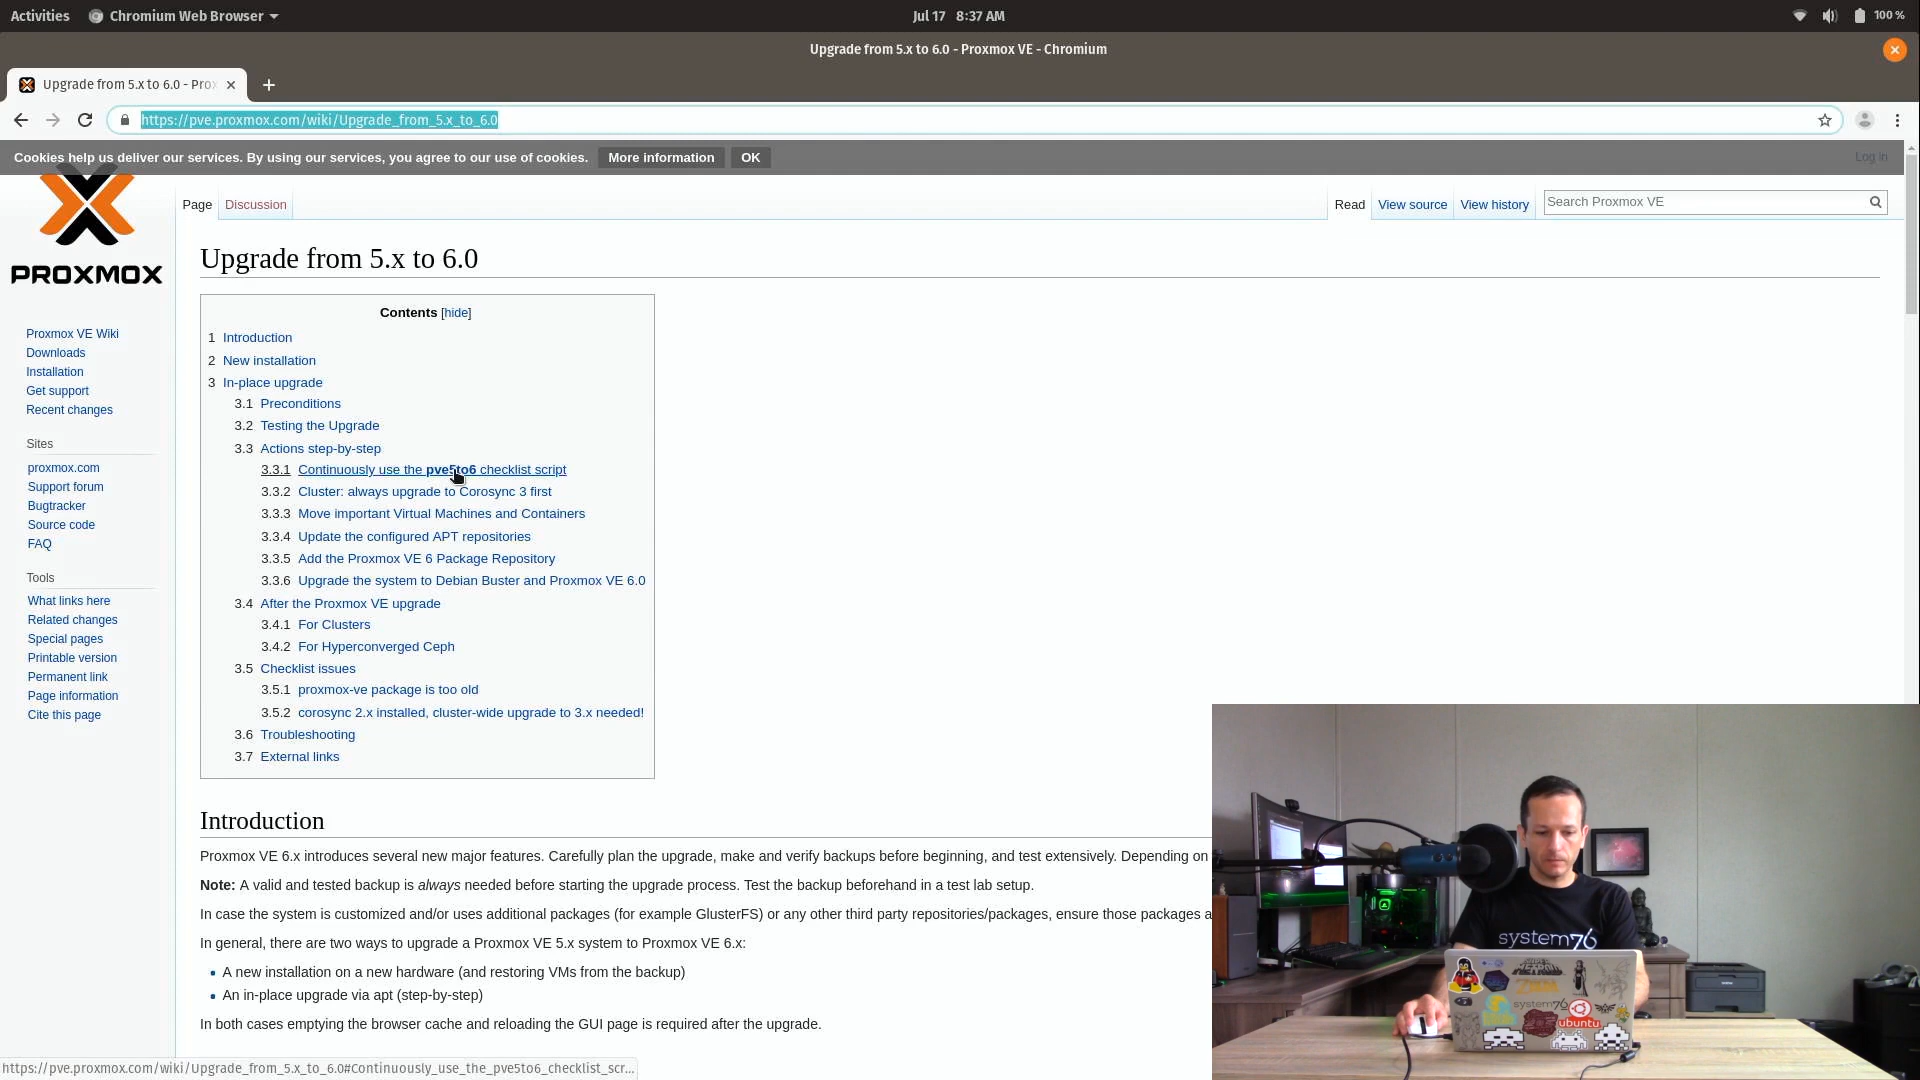 Activities
Chromium Web Browser
Jul 17 8:37 AM
100 %
Upgrade from 5.x to 6.0 - Proxmox VE - Chromium
Upgrade from 5.x to 6.0 - Pro
https://pve.proxmox.com/wiki/Upgrade_from_5.x_to_6.0
Cookies help us deliver our services. By using our services, you agree to our use of cookies. More information OK
Log in
PROXMOX
Page Discussion
Read View source View history Search Proxmox VE
Upgrade from 5.x to 6.0
Proxmox VE Wiki
Downloads
Installation
Get support
Recent changes
Sites
proxmox.com
Support forum
Bugtracker
Source code
FAQ
Tools
What links here
Related changes
Special pages
Printable version
Permanent link
Page information
Cite this page
Contents [hide]
1 Introduction
2 New installation
3 In-place upgrade
3.1 Preconditions
3.2 Testing the Upgrade
3.3 Actions step-by-step
3.3.1 Continuously use the pve5to6 checklist script
3.3.2 Cluster: always upgrade to Corosync 3 first
3.3.3 Move important Virtual Machines and Containers
3.3.4 Update the configured APT repositories
3.3.5 Add the Proxmox VE 6 Package Repository
3.3.6 Upgrade the system to Debian Buster and Proxmox VE 6.0
3.4 After the Proxmox VE upgrade
3.4.1 For Clusters
3.4.2 For Hyperconverged Ceph
3.5 Checklist issues
3.5.1 proxmox-ve package is too old
3.5.2 corosync 2.x installed, cluster-wide upgrade to 3.x needed!
3.6 Troubleshooting
3.7 External links
Introduction
Proxmox VE 6.x introduces several new major features. Carefully plan the upgrade, make and verify backups before beginning, and test extensively. Depending on
Note: A valid and tested backup is always needed before starting the upgrade process. Test the backup beforehand in a test lab setup.
In case the system is customized and/or uses additional packages (for example GlusterFS) or any other third party repositories/packages, ensure those packages a
In general, there are two ways to upgrade a Proxmox VE 5.x system to Proxmox VE 6.x:
A new installation on a new hardware (and restoring VMs from the backup)
An in-place upgrade via apt (step-by-step)
In both cases emptying the browser cache and reloading the GUI page is required after the upgrade.
https://pve.proxmox.com/wiki/Upgrade_from_5.x_to_6.0#Continuously_use_the_pve5to6_checklist_scr...
system76
system76
ubuntu